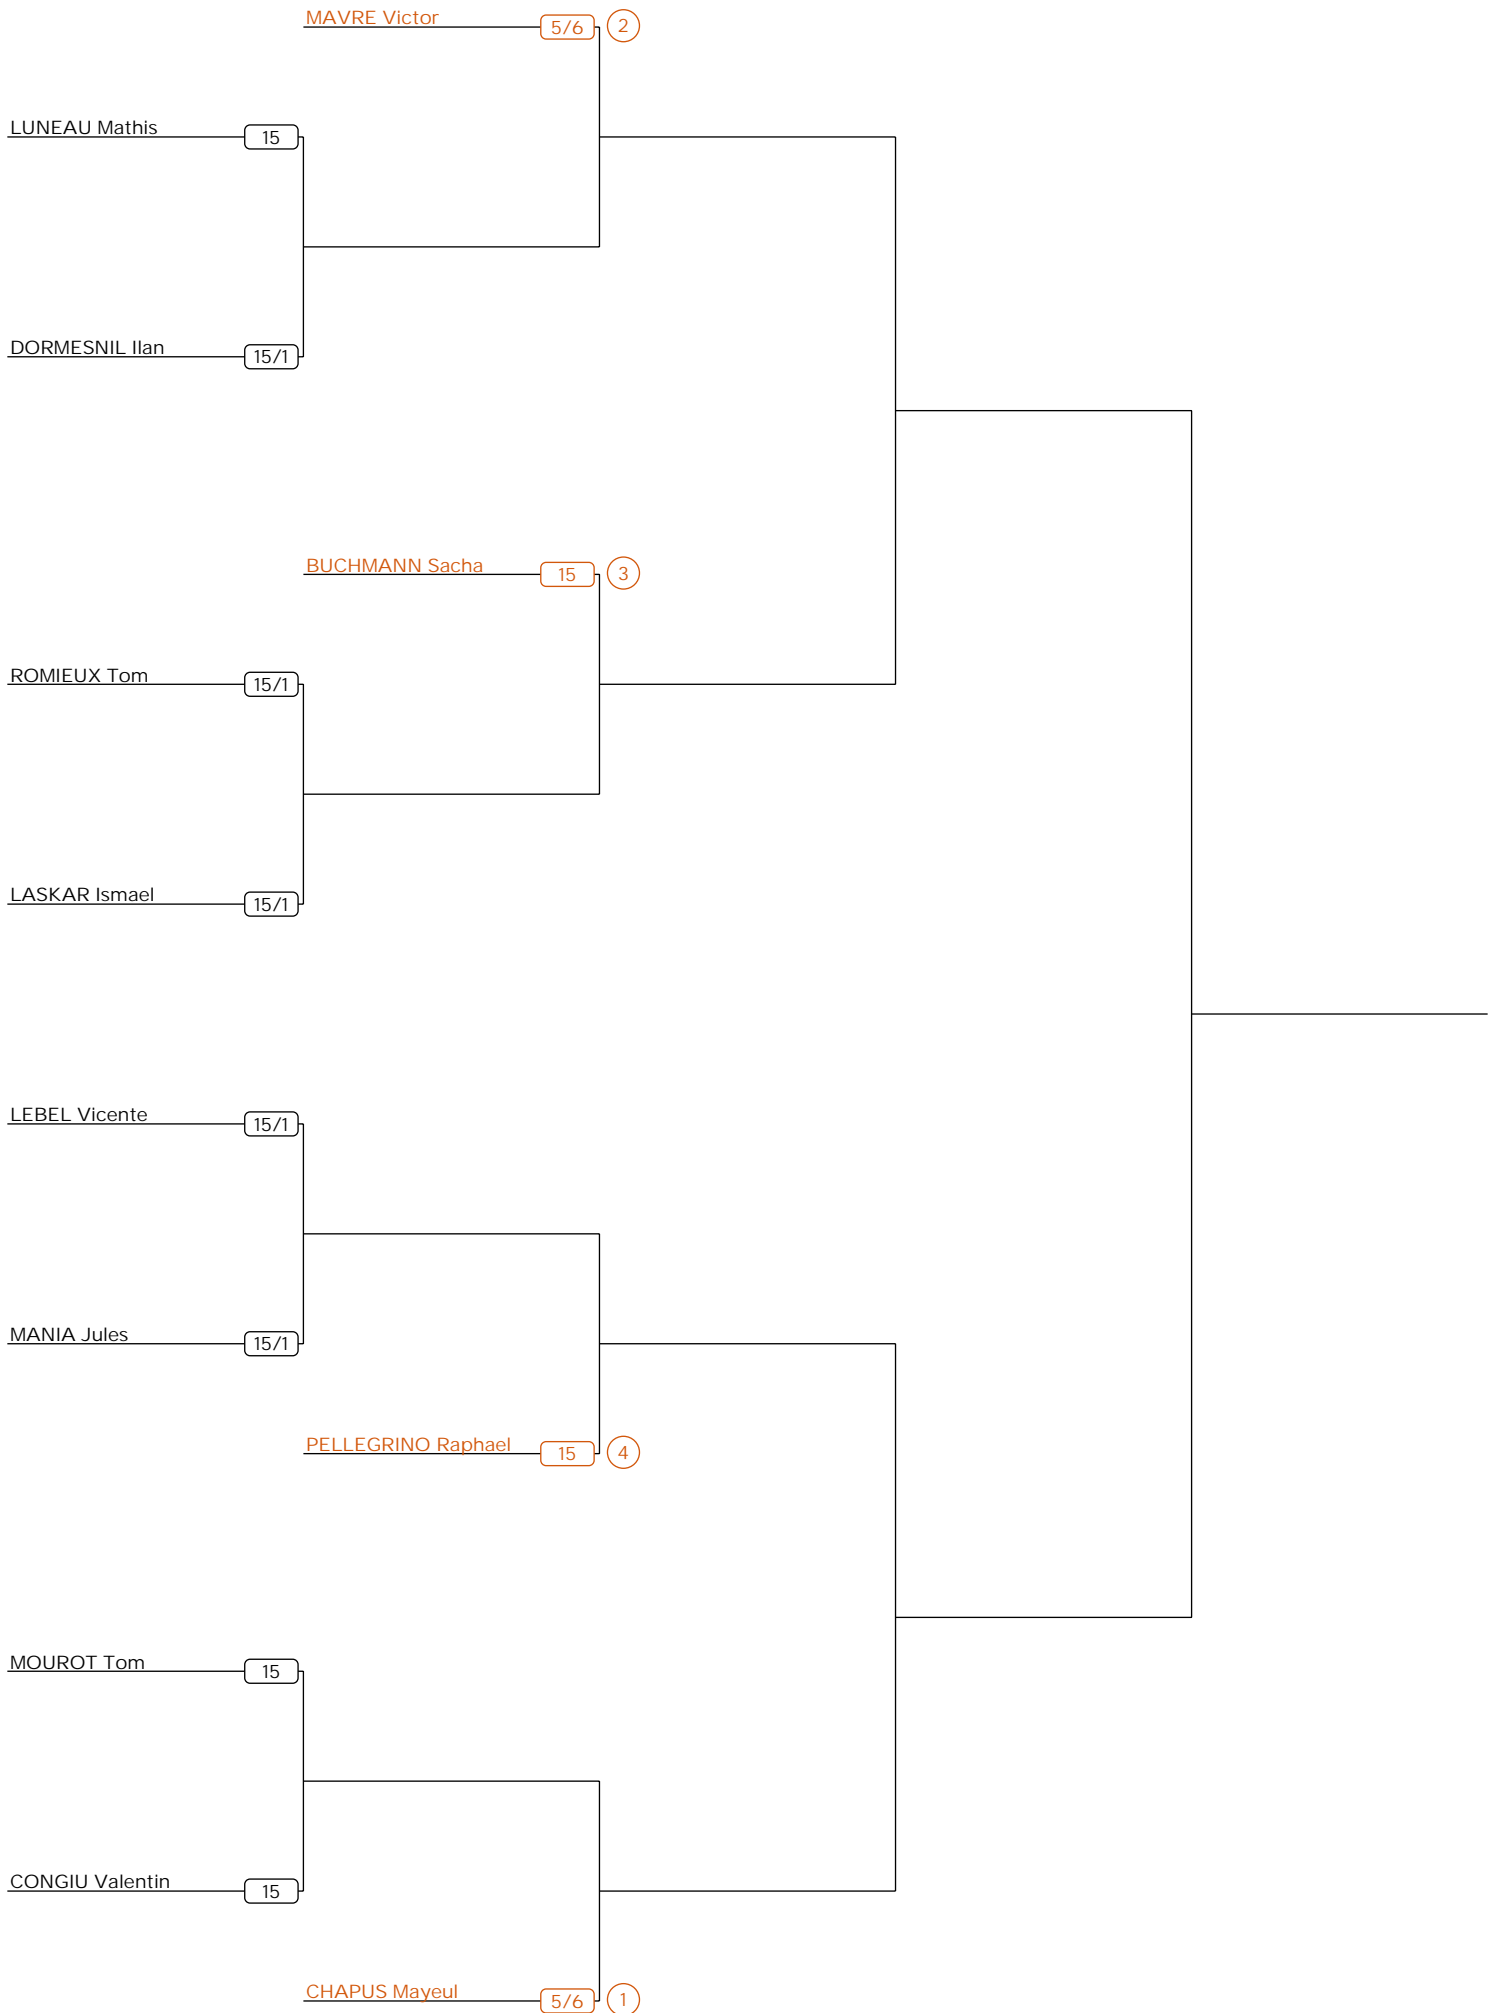 MAVRE Victor 5/6 2
LUNEAU Mathis 15
DORMESNIL Ilan 15/1
BUCHMANN Sacha 15 3
ROMIEUX Tom 15/1
LASKAR Ismael 15/1
LEBEL Vicente 15/1
MANIA Jules 15/1
PELLEGRINO Raphael 15 4
MOUROT Tom 15
CONGIU Valentin 15
CHAPUS Mayeul 5/6 1